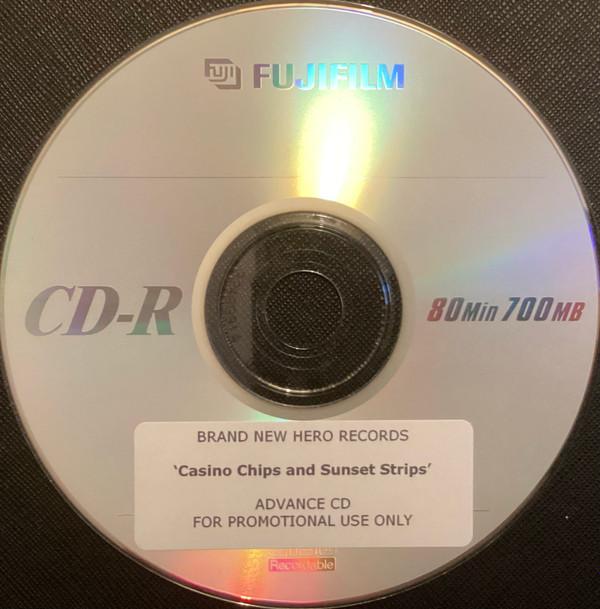 FUJI FUJIFILM
CD-R
80Min 700MB
BRAND NEW HERO RECORDS
‘Casino Chips and Sunset Strips’
ADVANCE CD
FOR PROMOTIONAL USE ONLY
Recordable